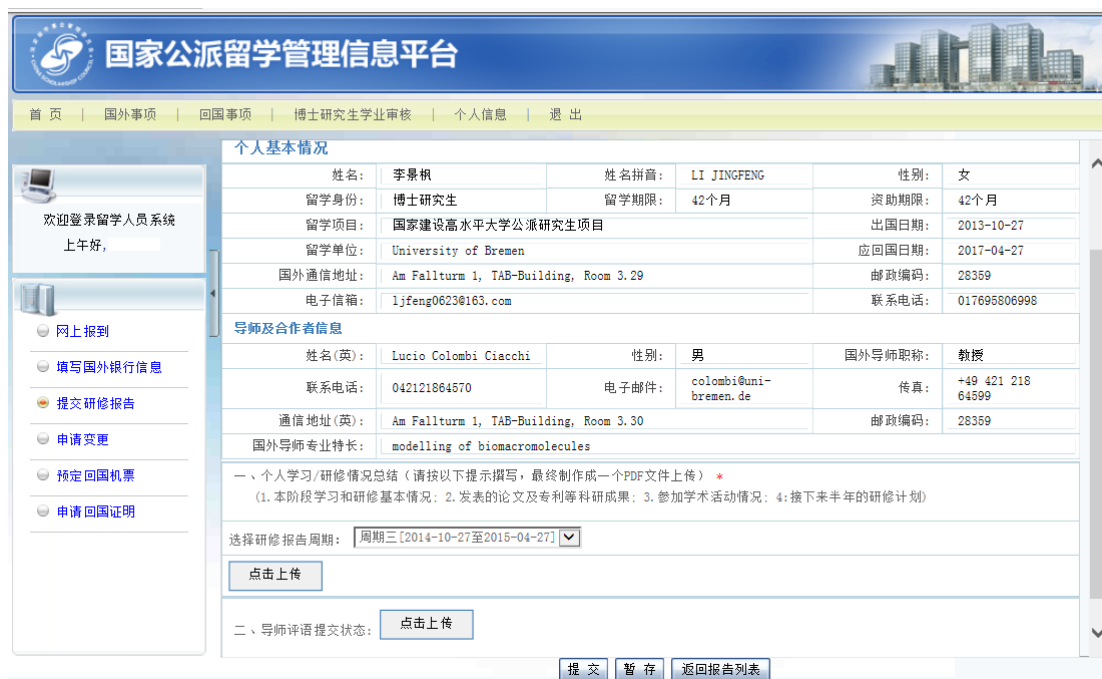 国家公派留学管理信息平台
首 页 | 国外事项 | 回国事项 | 博士研究生学业审核 | 个人信息 | 退 出
欢迎登录留学人员系统
上午好,
网上报到
填写国外银行信息
提交研修报告
申请变更
预定回国机票
申请回国证明
个人基本情况
姓名: 李景枫 姓名拼音: LI JINGFENG 性别: 女
留学身份: 博士研究生 留学期限: 42个月 资助期限: 42个月
留学项目: 国家建设高水平大学公派研究生项目 出国日期: 2013-10-27
留学单位: University of Bremen 应回国日期: 2017-04-27
国外通信地址: Am Fallturm 1, TAB-Building, Room 3.29 邮政编码: 28359
电子信箱: ljfeng0623@163.com 联系电话: 017695806998
导师及合作者信息
姓名(英): Lucio Colombi Ciacchi 性别: 男 国外导师职称: 教授
联系电话: 042121864570 电子邮件: colombi@uni-bremen.de 传真: +49 421 218 64599
通信地址(英): Am Fallturm 1, TAB-Building, Room 3.30 邮政编码: 28359
国外导师专业特长: modelling of biomacromolecules
一、个人学习/研修情况总结（请按以下提示撰写，最终制作成一个PDF文件上传） *
(1.本阶段学习和研修基本情况; 2.发表的论文及专利等科研成果; 3.参加学术活动情况; 4:接下来半年的研修计划)
选择研修报告周期: 周期三[2014-10-27至2015-04-27]
点击上传
二、导师评语提交状态: 点击上传
提 交 暂 存 返回报告列表